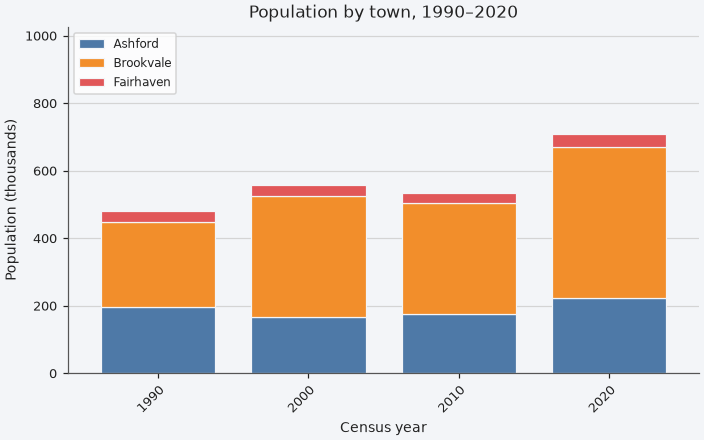 Population by town, 1990–2020
1000
800
600
400
200
0
Population (thousands)
Ashford
Brookvale
Fairhaven
1990
2000
2010
2020
Census year